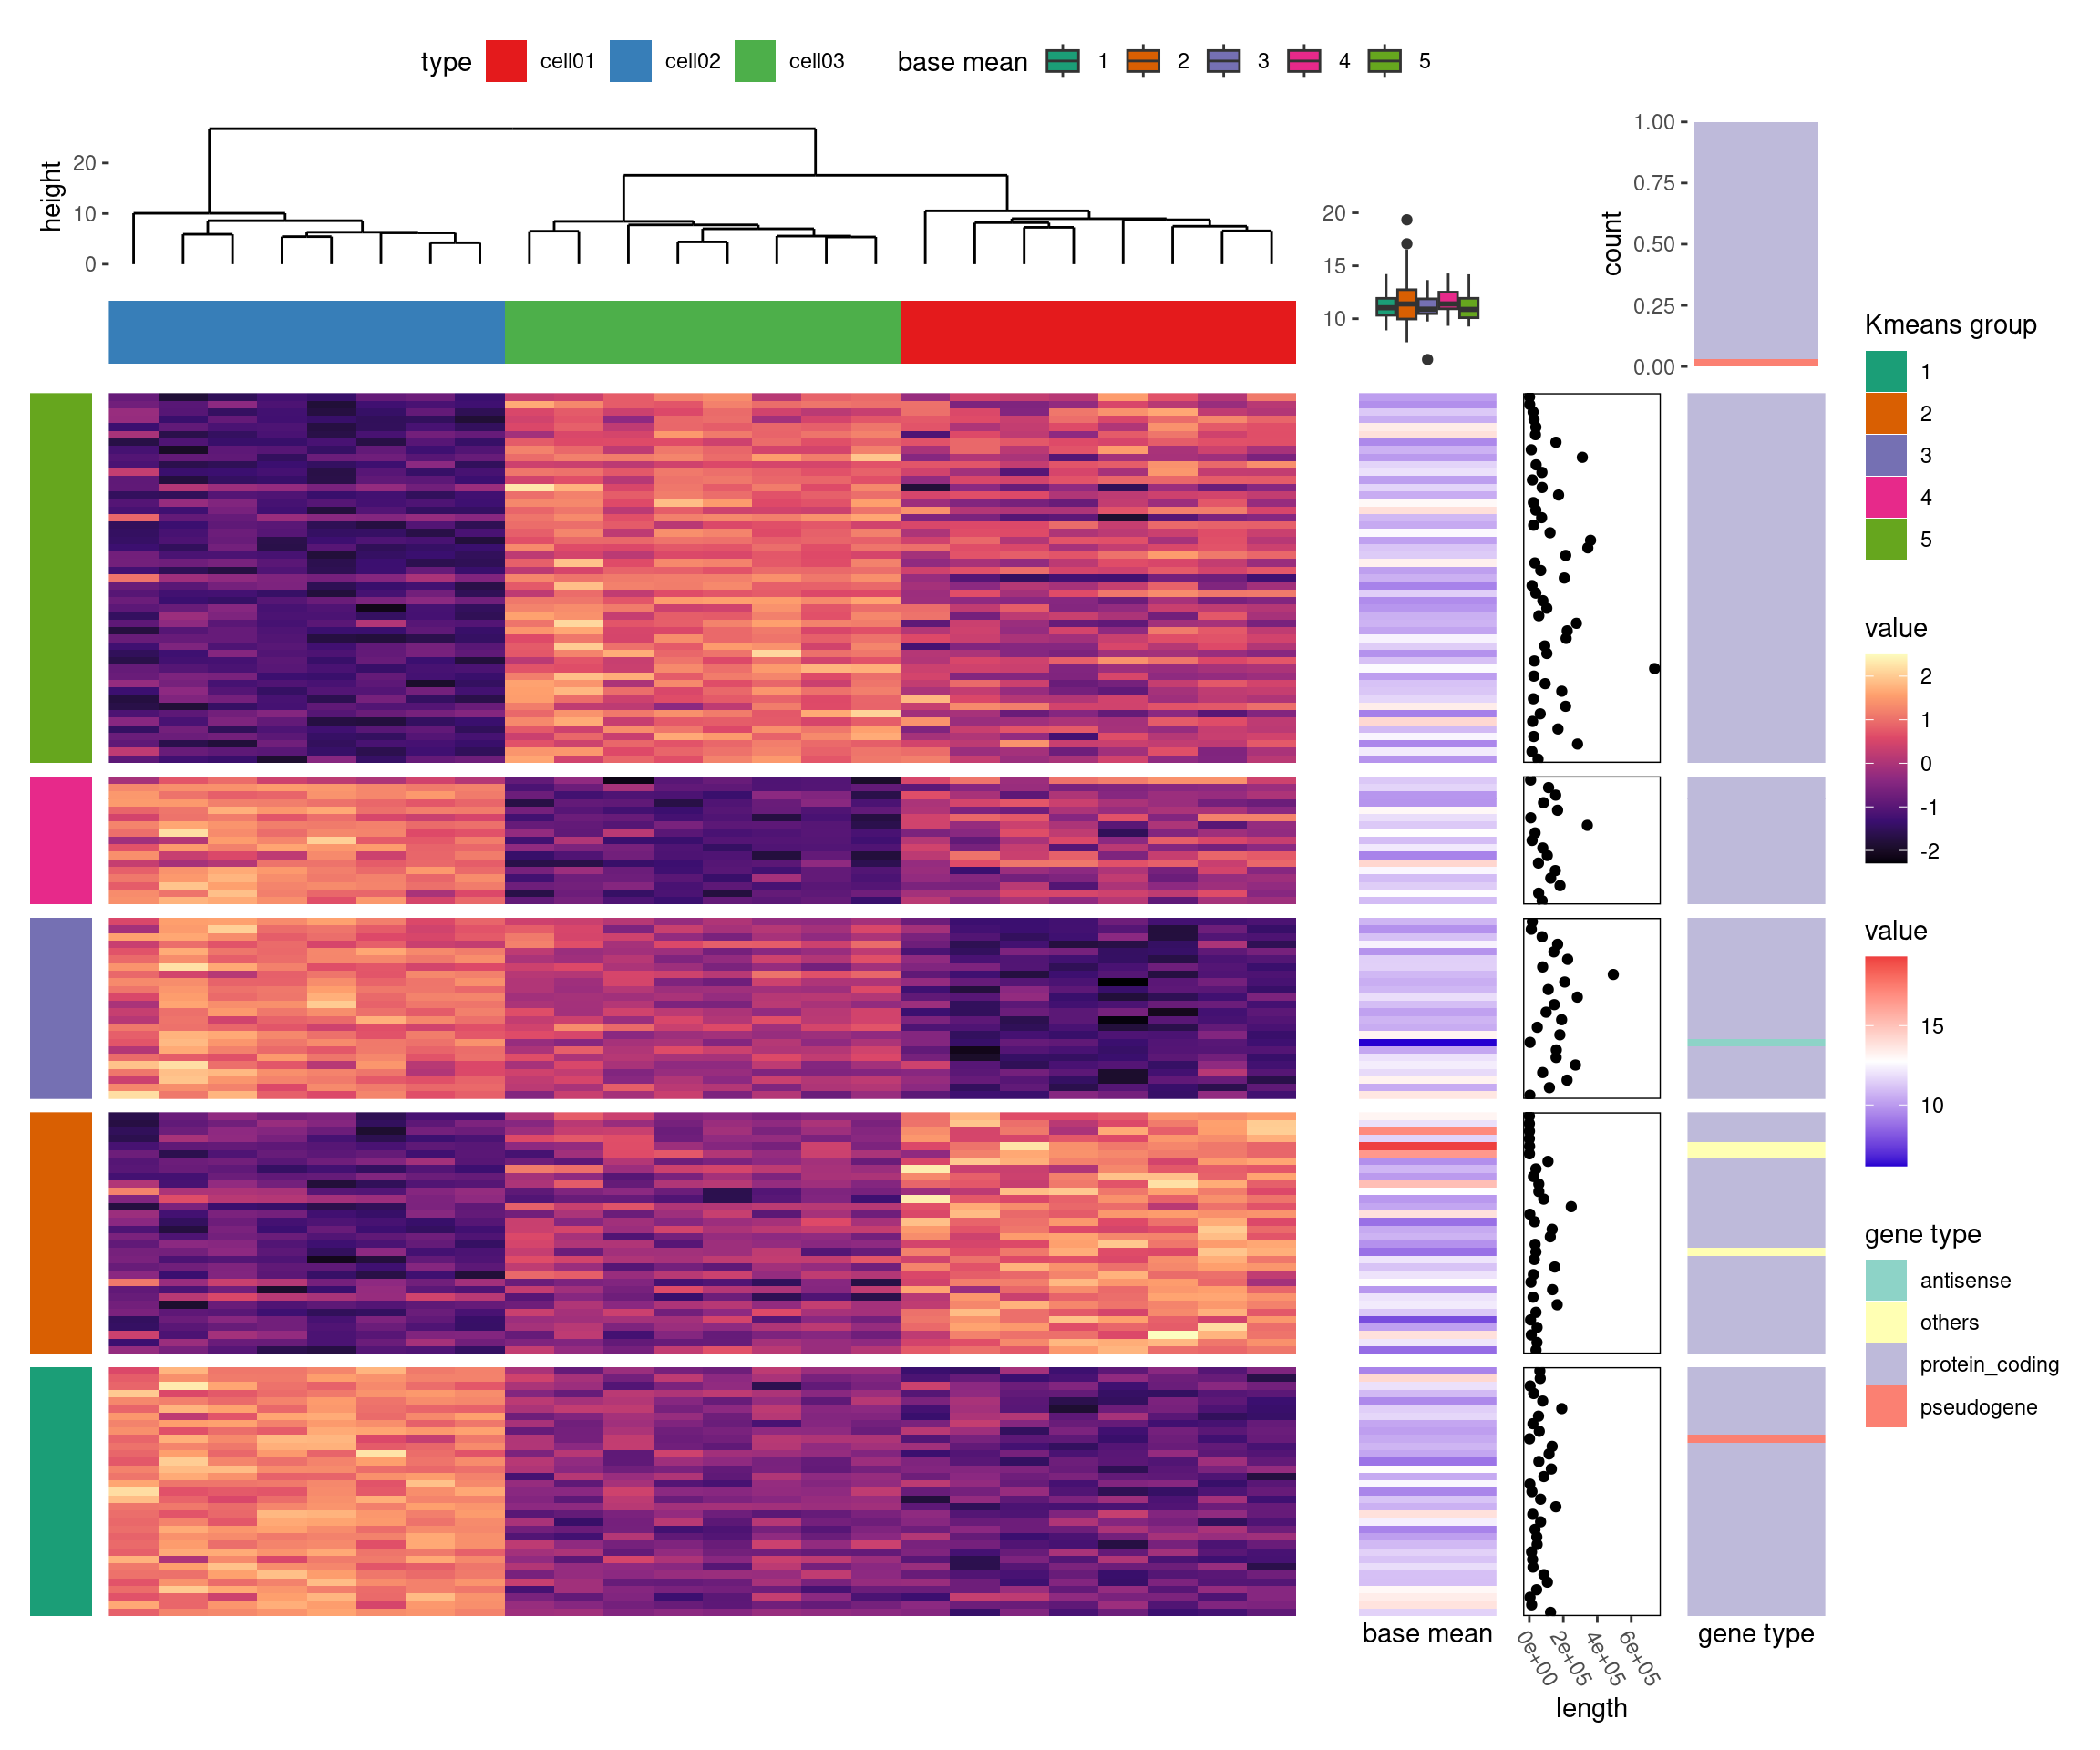 type cell01 cell02 cell03 base mean 1 2 3 4 5
height
20
10
0
20
15
10
count
1.00
0.75
0.50
0.25
0.00
Kmeans group
1
2
3
4
5
value
2
1
0
-1
-2
value
15
10
gene type
antisense
others
protein_coding
pseudogene
base mean
0e+00 2e+05 4e+05 6e+05
length
gene type